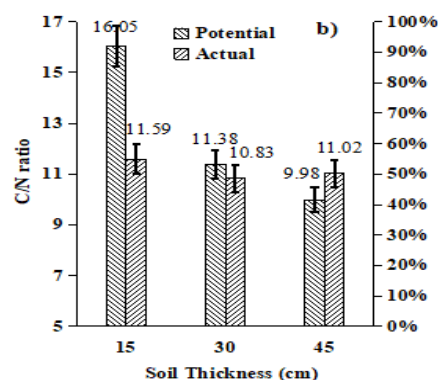 17 100%
16.05 b)
Potential
Actual
90%
15
80%
13
70%
11.59 11.38 10.83 9.98 11.02
60%
11
50%
C/N ratio
40%
9
30%
7
20%
10%
5 0%
15 30 45
Soil Thickness (cm)